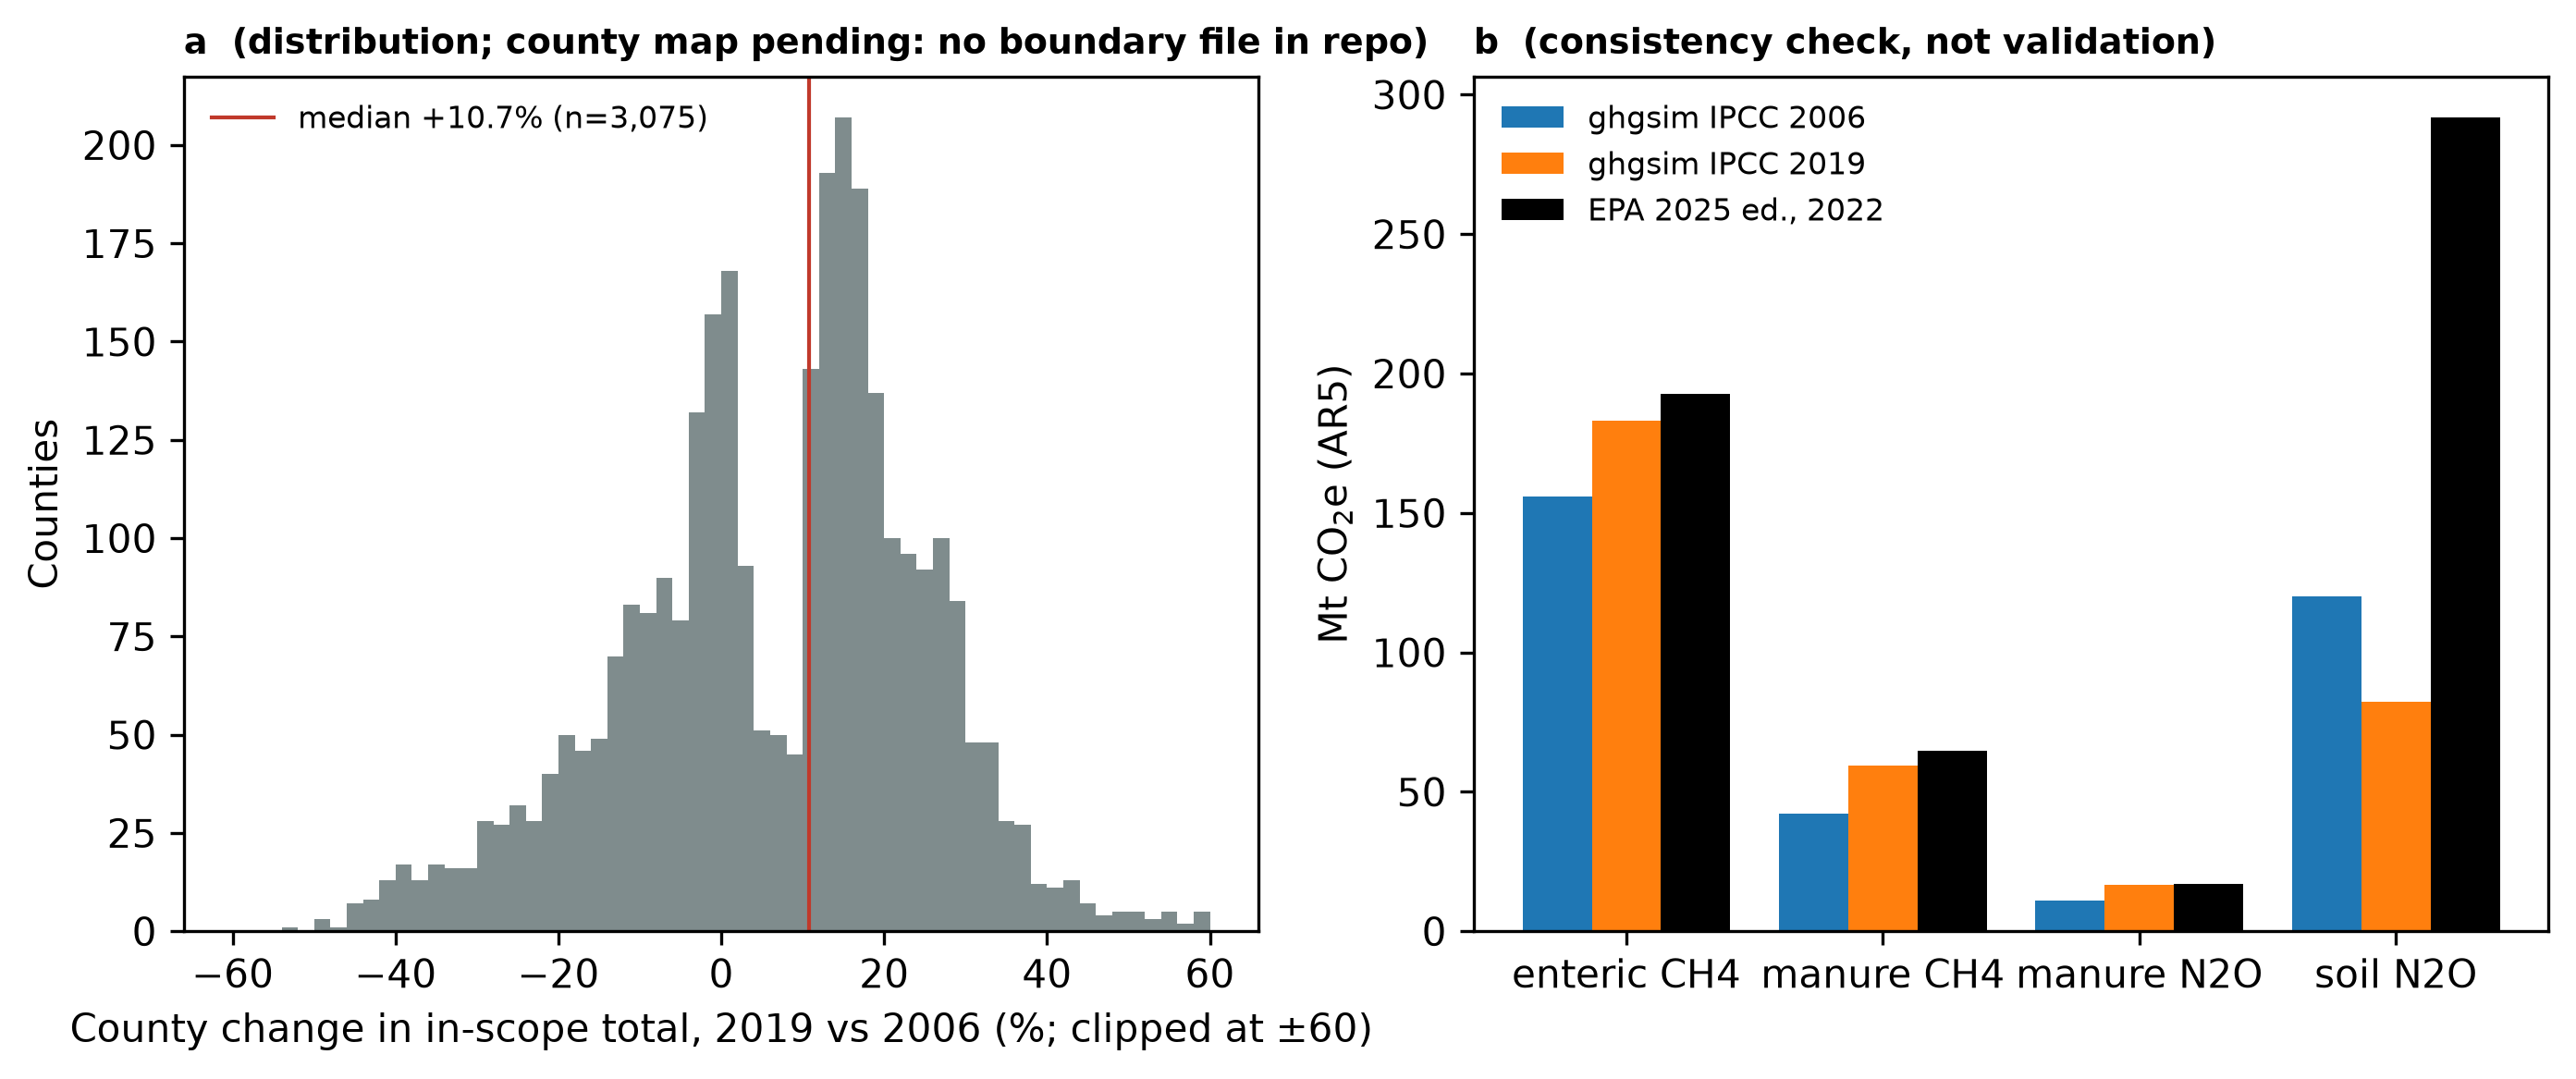 a (distribution; county map pending: no boundary file in repo)
median +10.7% (n=3,075)
Counties
200
175
150
125
100
75
50
25
0
−60
−40
−20
0
20
40
60
County change in in-scope total, 2019 vs 2006 (%; clipped at ±60)
b (consistency check, not validation)
ghgsim IPCC 2006
ghgsim IPCC 2019
EPA 2025 ed., 2022
Mt CO₂e (AR5)
300
250
200
150
100
50
0
enteric CH4
manure CH4
manure N2O
soil N2O